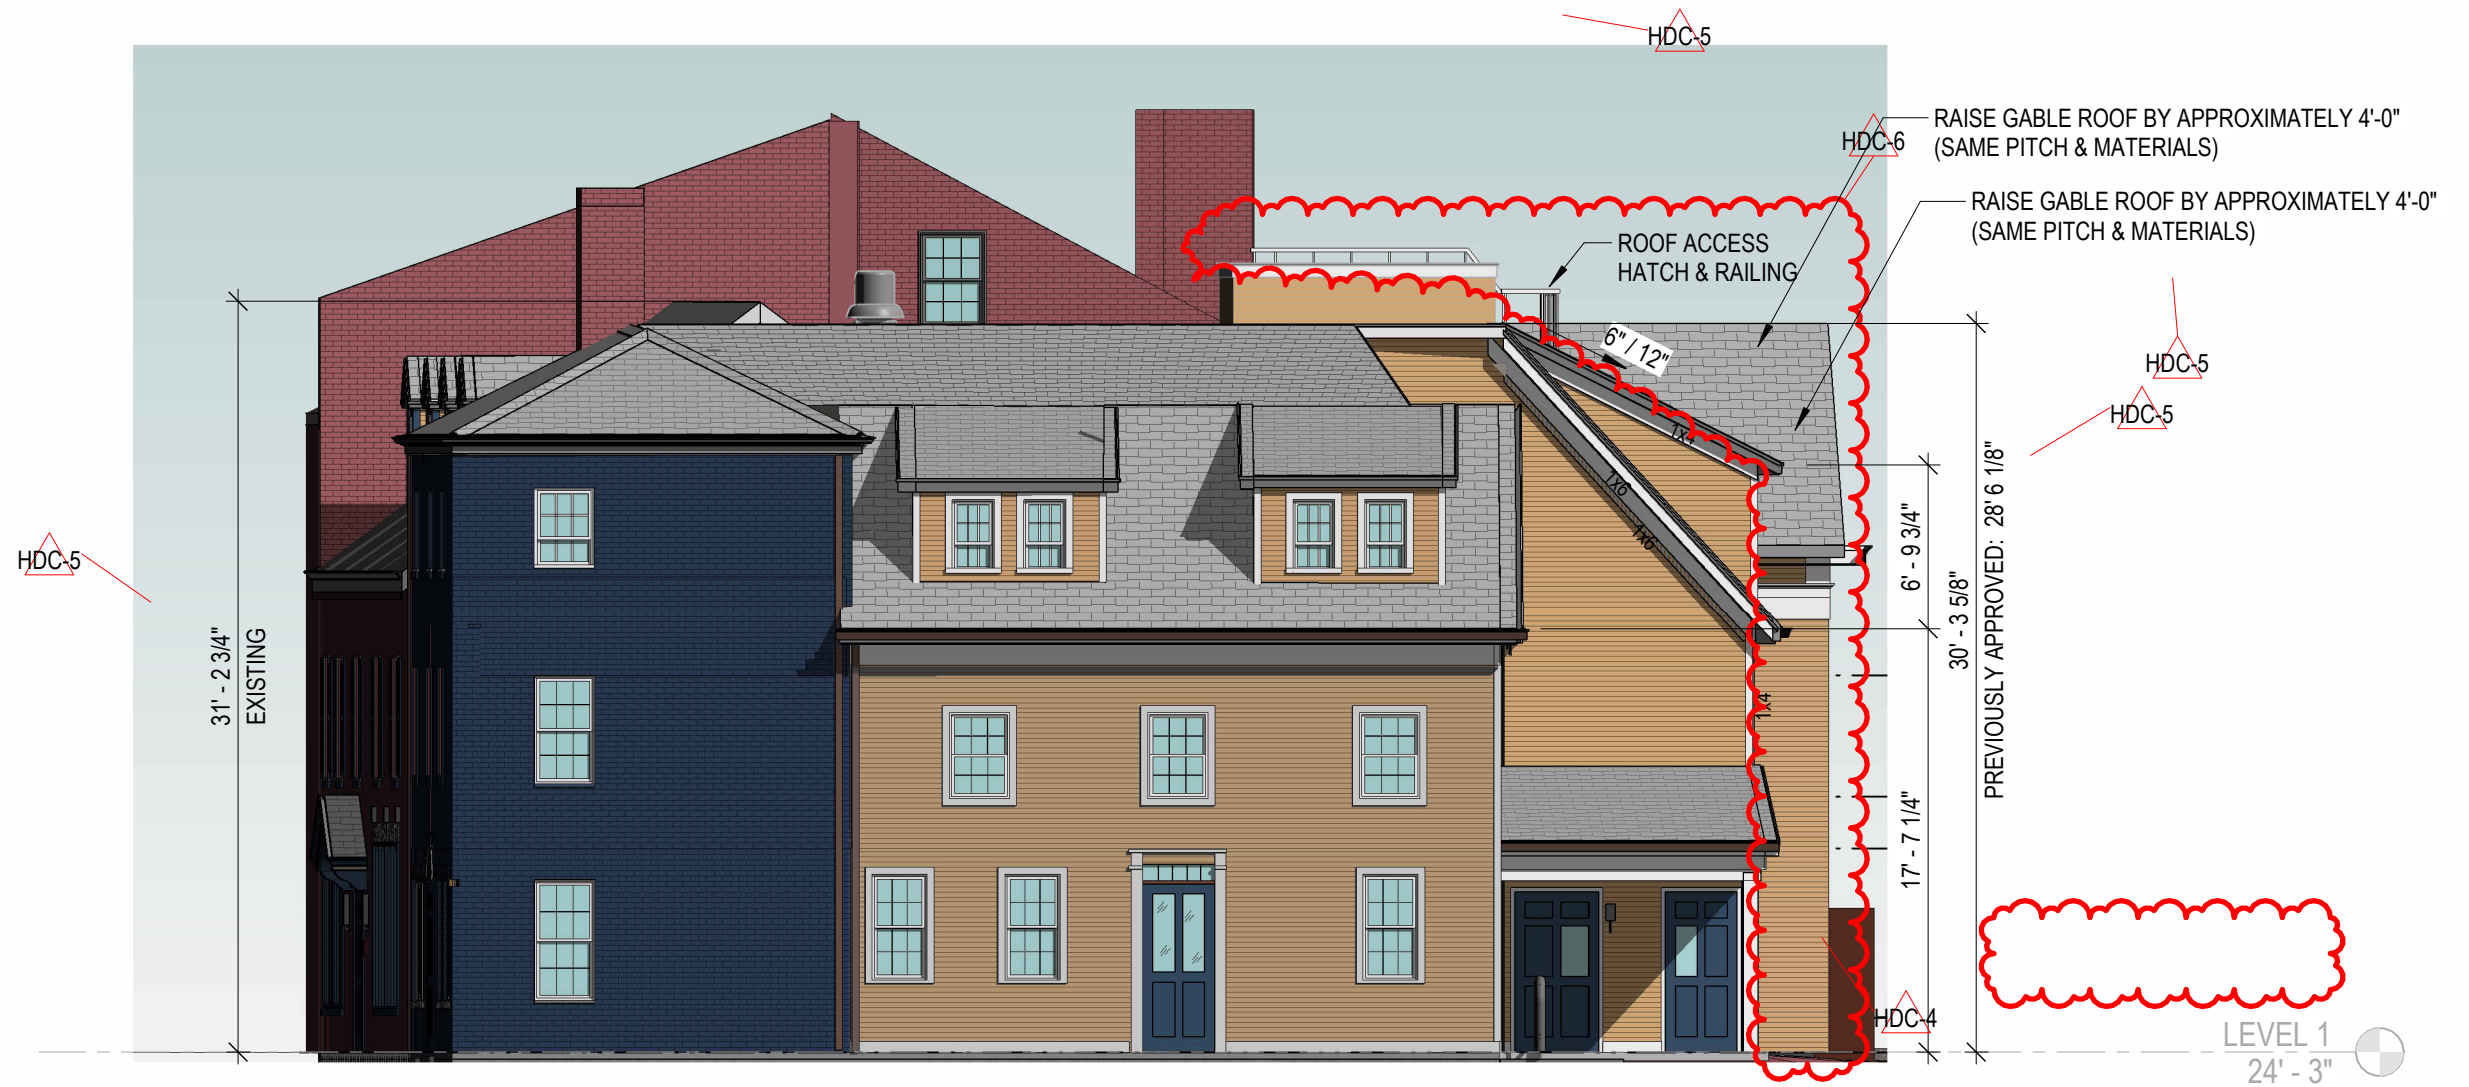 HDC-5
RAISE GABLE ROOF BY APPROXIMATELY 4'-0"
(SAME PITCH & MATERIALS)
HDC-6
RAISE GABLE ROOF BY APPROXIMATELY 4'-0"
(SAME PITCH & MATERIALS)
ROOF ACCESS
HATCH & RAILING
6" / 12"
HDC-5
HDC-5
1x4
1x6
1x6
HDC-5
31' - 2 3/4"
EXISTING
6' - 9 3/4"
17' - 7 1/4"
30' - 3 5/8"
PREVIOUSLY APPROVED: 28' 6 1/8"
1x4
HDC-4
LEVEL 1
24' - 3"